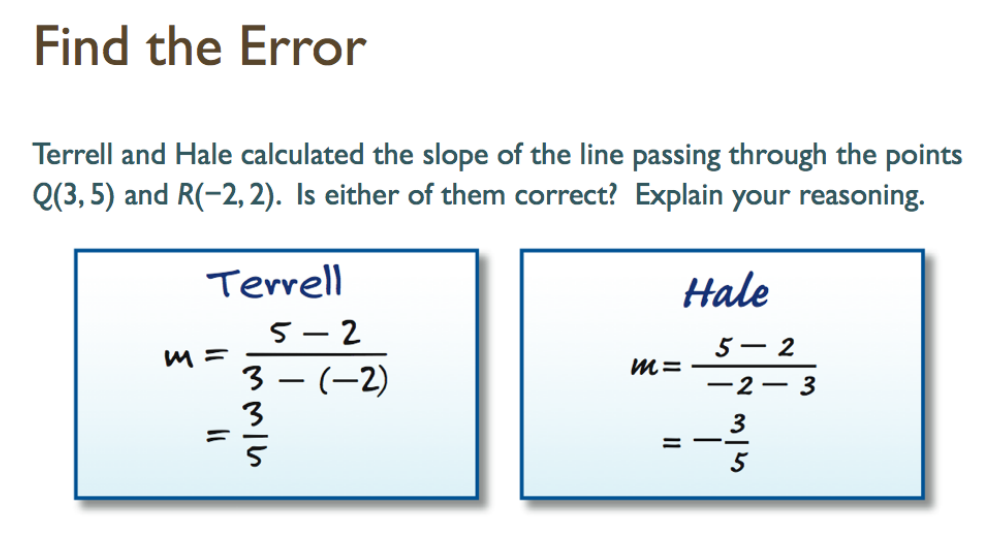 Find the Error
Terrell and Hale calculated the slope of the line passing through the points
Q(3, 5) and R(−2, 2). Is either of them correct? Explain your reasoning.
Terrell
m = 5 − 2 / 3 − (−2)
= 3/5
Hale
m = 5 − 2 / −2 − 3
= −3/5